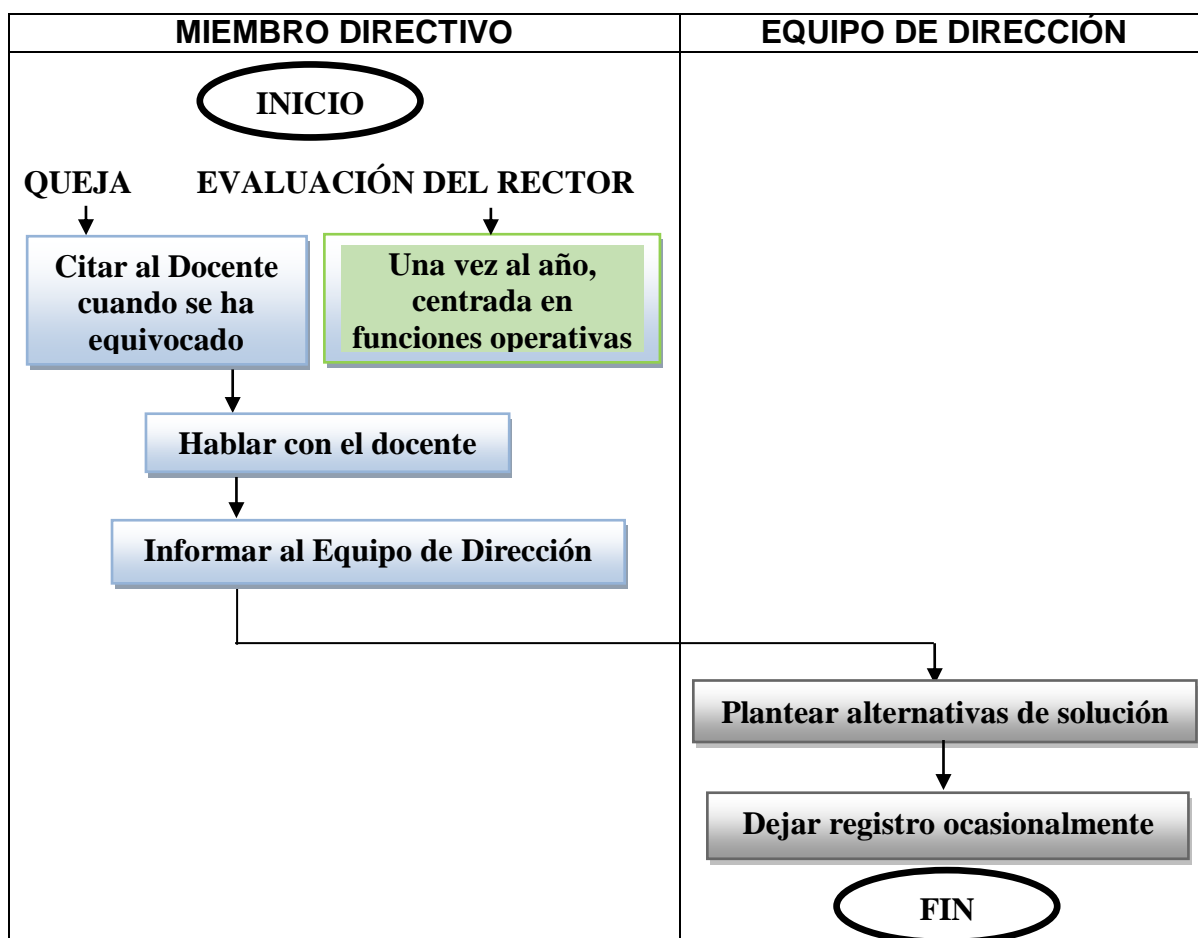 MIEMBRO DIRECTIVO
EQUIPO DE DIRECCIÓN
INICIO
QUEJA
EVALUACIÓN DEL RECTOR
Citar al Docente
cuando se ha
equivocado
Una vez al año,
centrada en
funciones operativas
Hablar con el docente
Informar al Equipo de Dirección
Plantear alternativas de solución
Dejar registro ocasionalmente
FIN